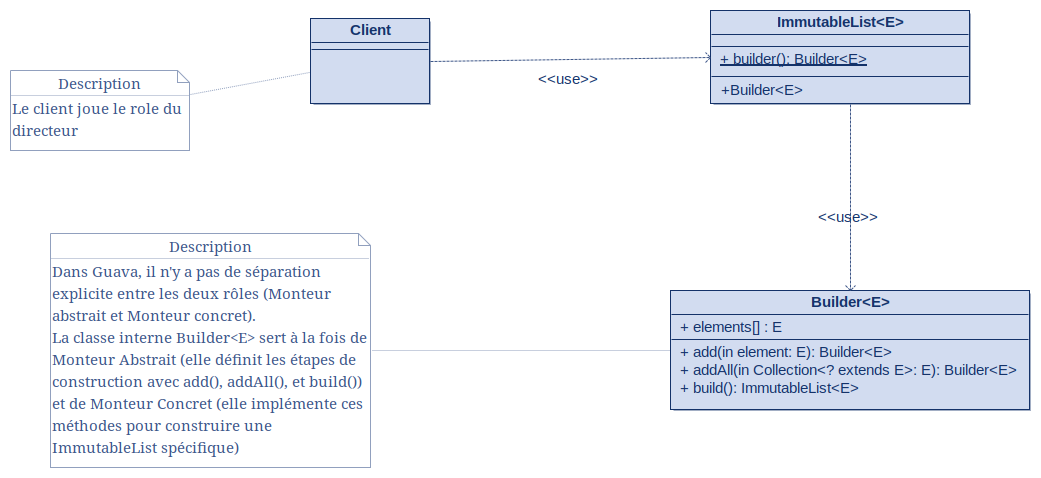 Client
ImmutableList<E>
+ builder(): Builder<E>
+Builder<E>
<<use>>
Description
Le client joue le role du
directeur
<<use>>
Description
Dans Guava, il n'y a pas de séparation
explicite entre les deux rôles (Monteur
abstrait et Monteur concret).
La classe interne Builder<E> sert à la fois de
Monteur Abstrait (elle définit les étapes de
construction avec add(), addAll(), et build())
et de Monteur Concret (elle implémente ces
méthodes pour construire une
ImmutableList spécifique)
Builder<E>
+ elements[] : E
+ add(in element: E): Builder<E>
+ addAll(in Collection<? extends E>: E): Builder<E>
+ build(): ImmutableList<E>